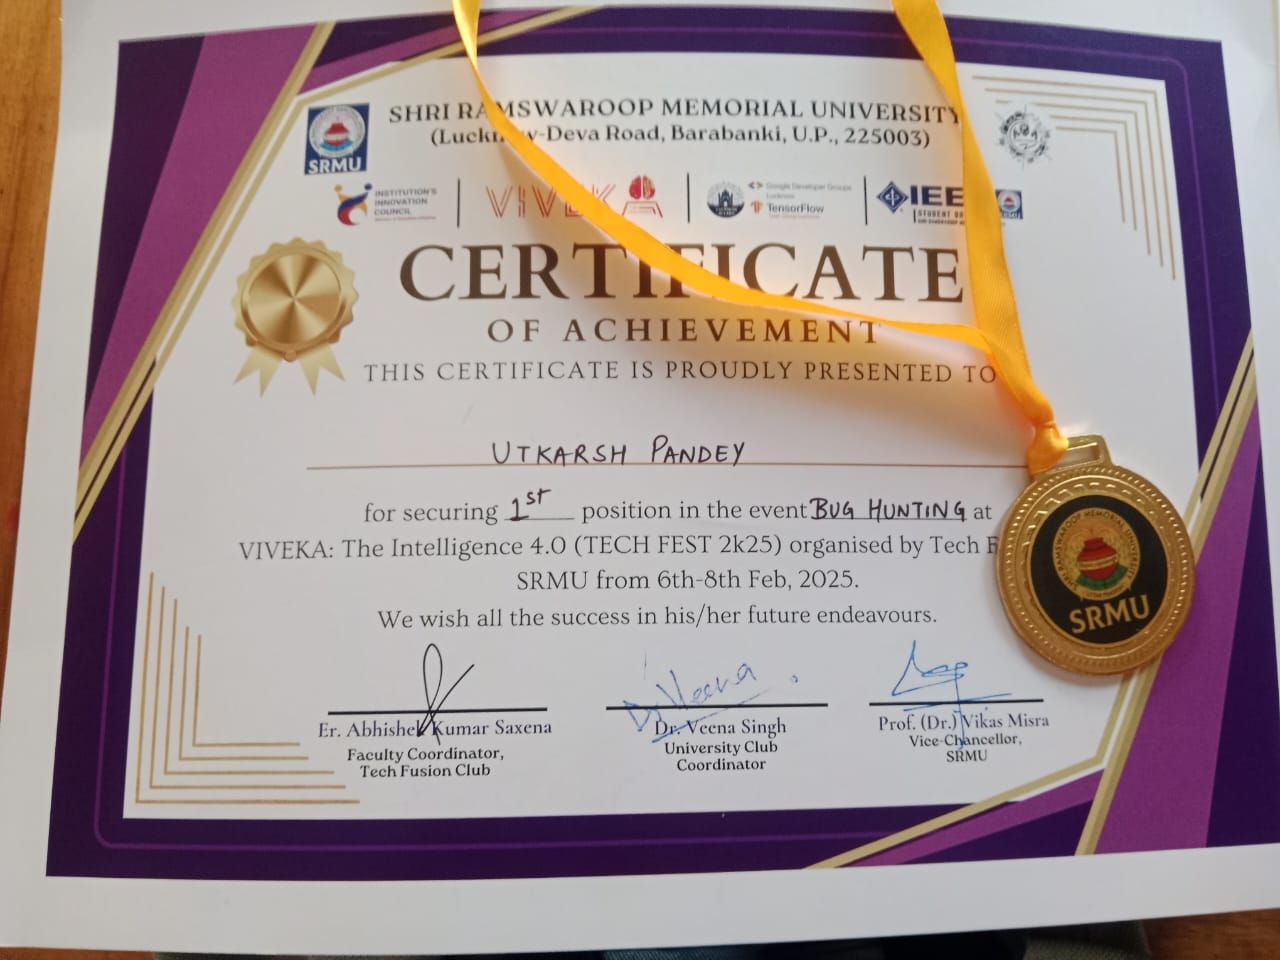 SHRI RAMSWAROOP MEMORIAL UNIVERSITY
(Lucknow-Deva Road, Barabanki, U.P., 225003)
SRMU
INSTITUTION'S
INNOVATION
COUNCIL
VIVEKA
Google Developer Groups
Lucknow
TensorFlow
IEEE
STUDENT
CERTIFICATE
OF ACHIEVEMENT
THIS CERTIFICATE IS PROUDLY PRESENTED TO
UTKARSH PANDEY
for securing 1st position in the event BUG HUNTING at
VIVEKA: The Intelligence 4.0 (TECH FEST 2k25) organised by Tech
SRMU from 6th-8th Feb, 2025.
We wish all the success in his/her future endeavours.
Dr Veena
Er. Abhishek Kumar Saxena
Faculty Coordinator,
Tech Fusion Club
Dr. Veena Singh
University Club
Coordinator
Prof. (Dr.) Vikas Misra
Vice-Chancellor,
SRMU
SHRI RAMSWAROOP MEMORIAL UNIVERSITY
SRMU